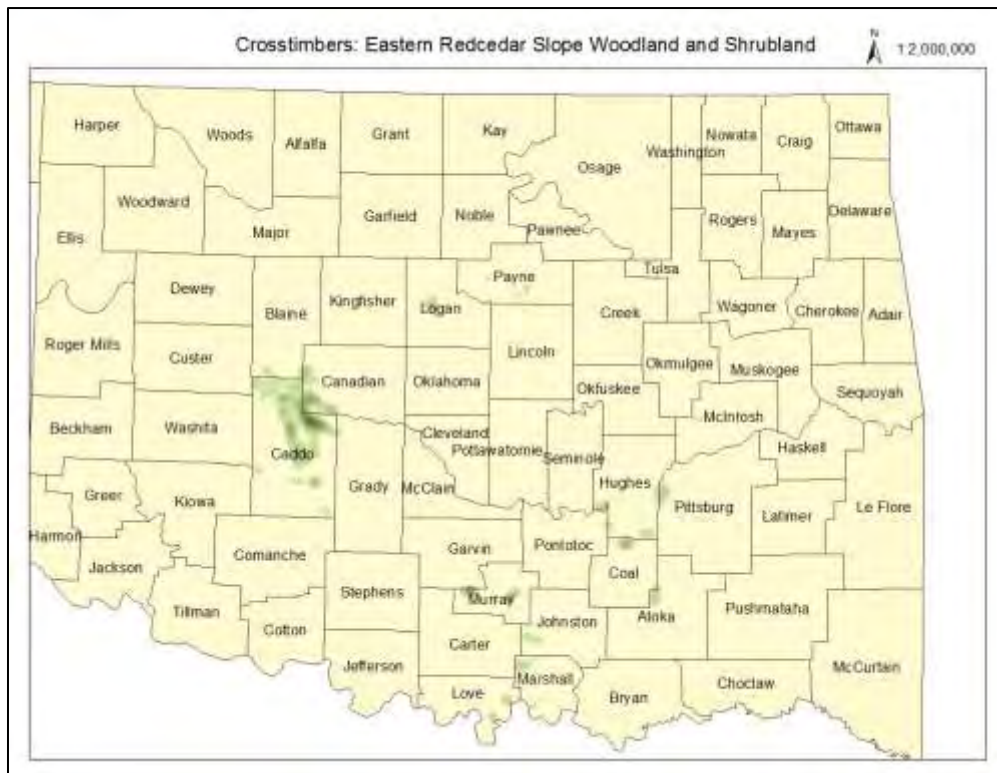 Crosstimbers: Eastern Redcedar Slope Woodland and Shrubland
N
1 2,000,000
Harper
Woods
Alfalfa
Grant
Kay
Osage
Washington
Nowata
Craig
Ottawa
Woodward
Ellis
Major
Garfield
Noble
Pawnee
Rogers
Mayes
Delaware
Tulsa
Payne
Dewey
Blaine
Kingfisher
Logan
Creek
Wagoner
Cherokee
Adair
Roger Mills
Custer
Canadian
Oklahoma
Lincoln
Okmulgee
Muskogee
Okfuskee
Sequoyah
McIntosh
Beckham
Washita
Caddo
Cleveland
Pottawatomie
Seminole
Haskell
Hughes
Greer
Kiowa
Grady
McClain
Pittsburg
Latimer
Le Flore
Harmon
Jackson
Comanche
Garvin
Pontotoc
Coal
Tillman
Stephens
Murray
Johnston
Atoka
Pushmataha
Cotton
Carter
Jefferson
Marshall
McCurtain
Love
Bryan
Choctaw